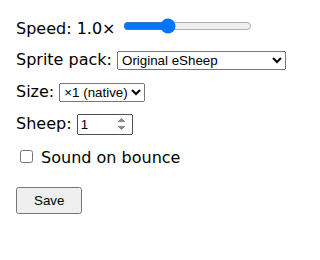 Speed: 1.0×
Sprite pack: Original eSheep
Size: ×1 (native)
Sheep: 1
Sound on bounce
Save